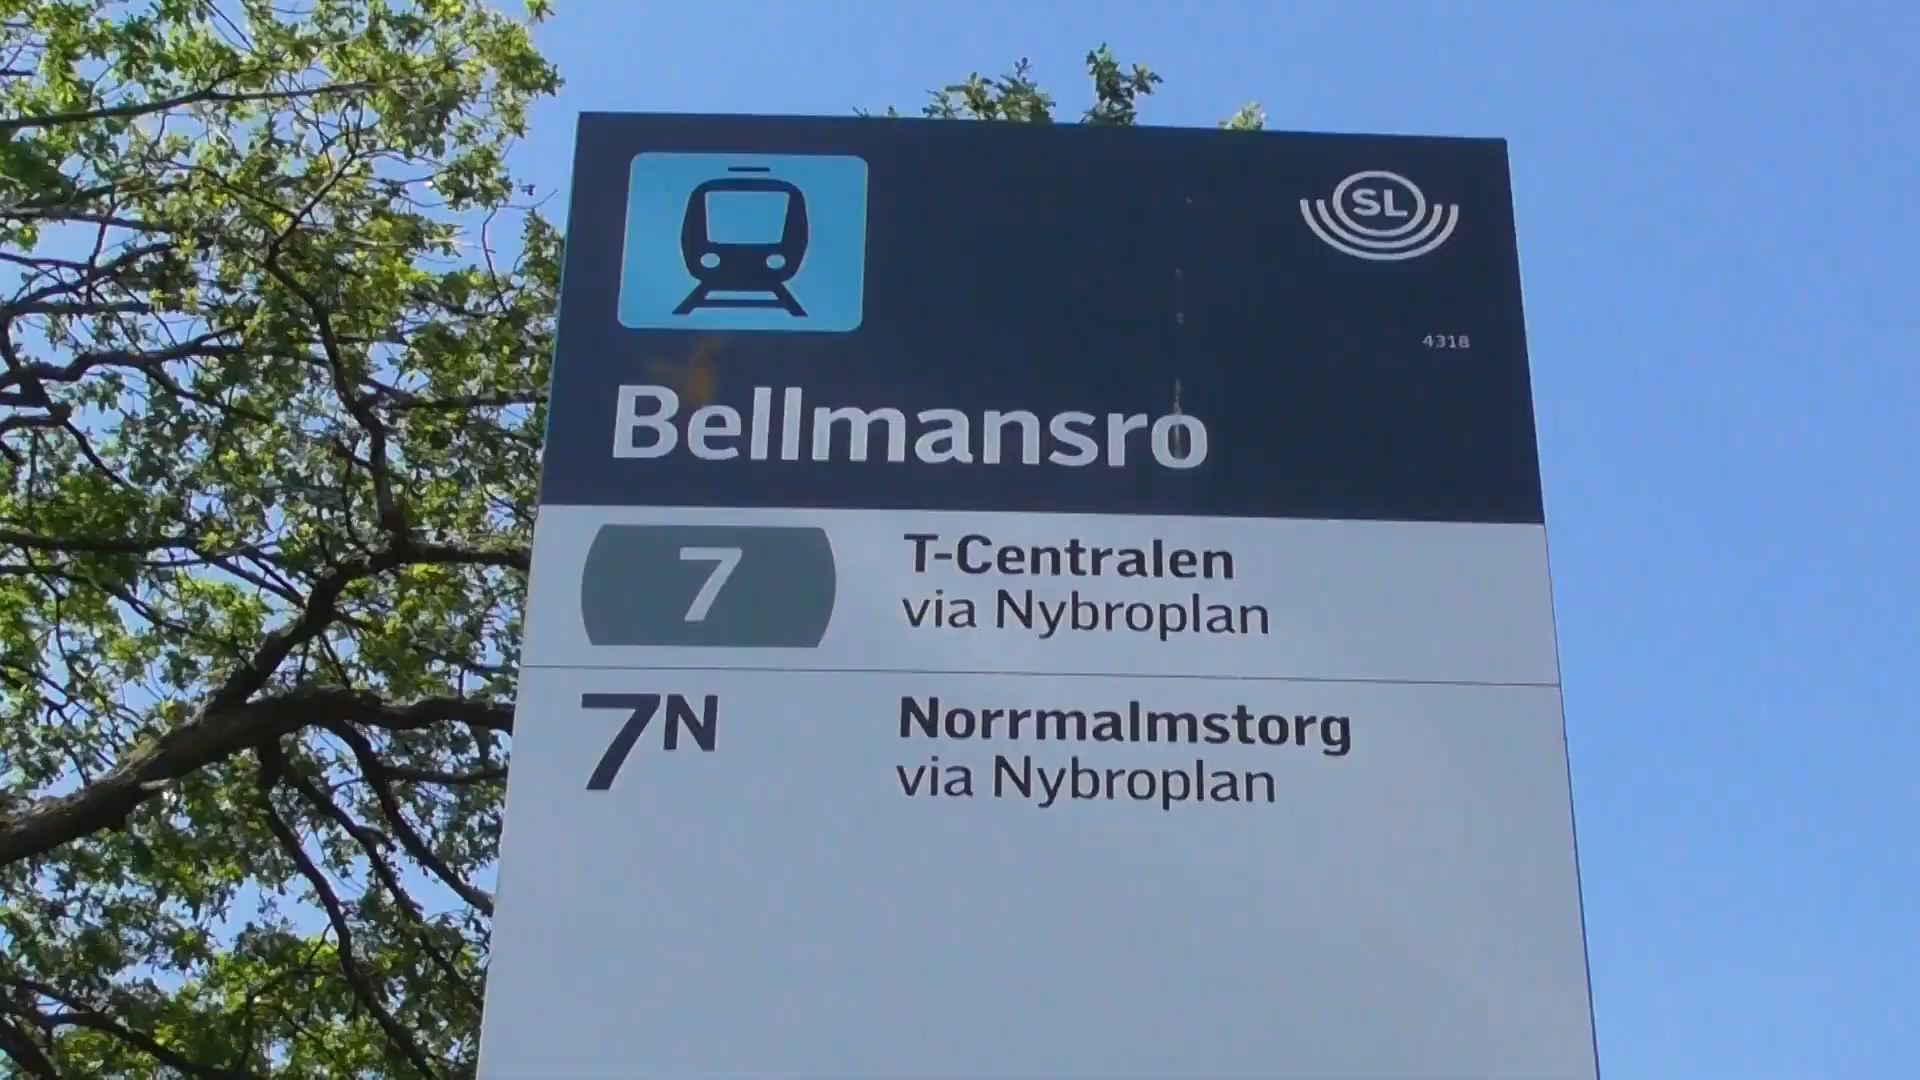 SL
4318
Bellmansro
7 T-Centralen
via Nybroplan
7N Norrmalmstorg
via Nybroplan